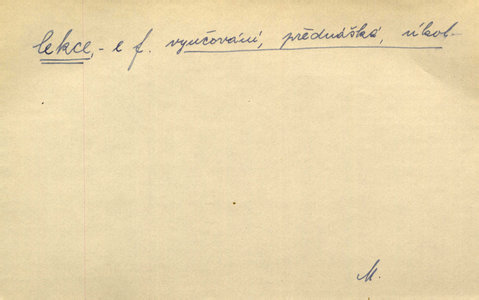 lekce, -e f. vyučování, přednáška, úkol-
M.